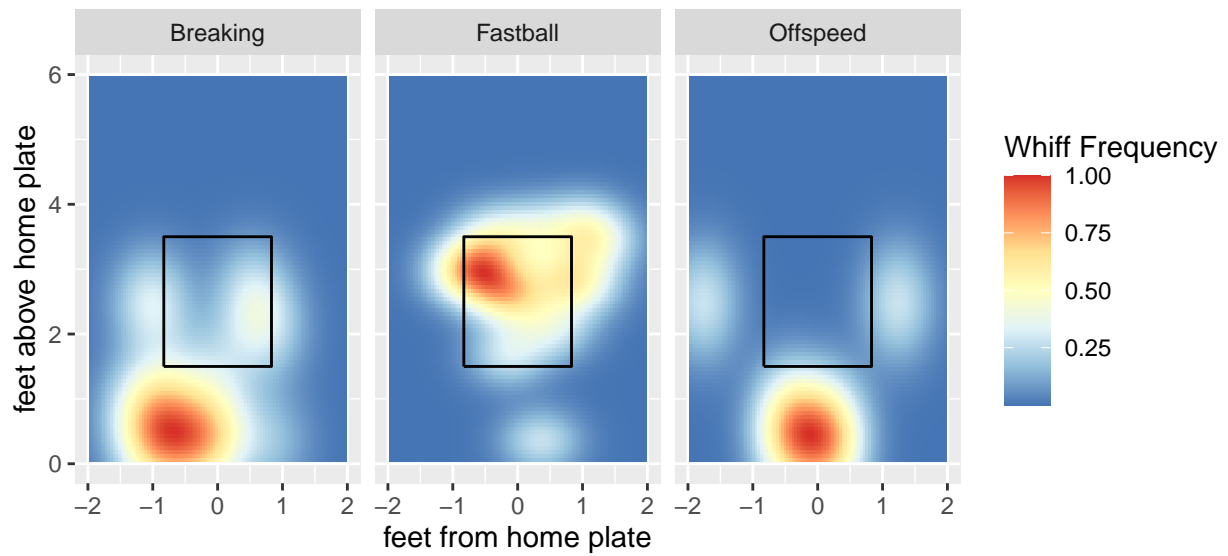 Breaking Fastball Offspeed
6
4
2
0
feet above home plate
−2 −1 0 1 2 −2 −1 0 1 2 −2 −1 0 1 2
feet from home plate
Whiff Frequency
1.00
0.75
0.50
0.25